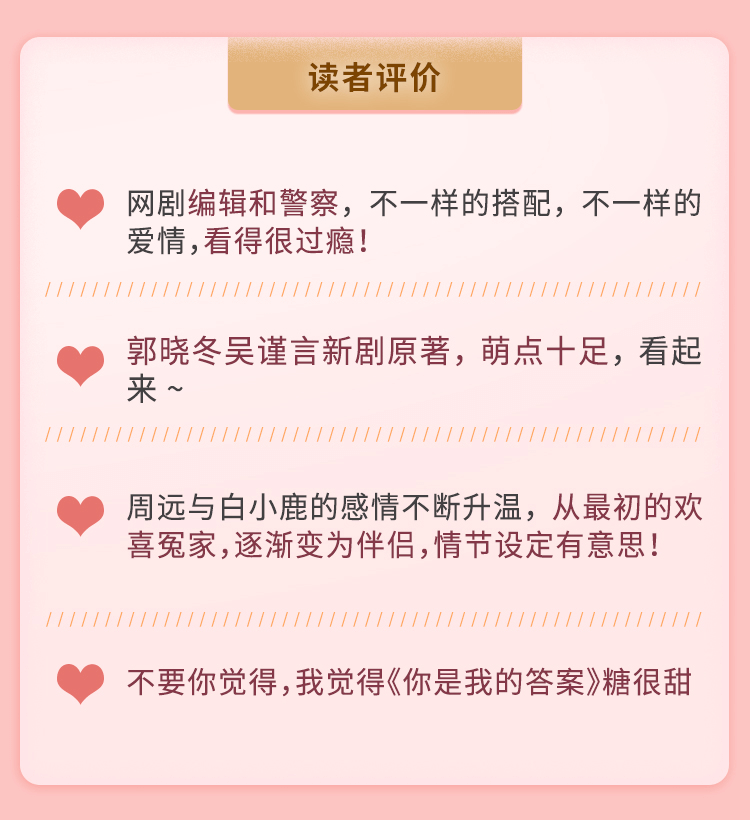 读者评价
网剧编辑和警察，不一样的搭配，不一样的
爱情，看得很过瘾！
郭晓冬吴谨言新剧原著，萌点十足，看起
来～
周远与白小鹿的感情不断升温，从最初的欢
喜冤家，逐渐变为伴侣，情节设定有意思！
不要你觉得，我觉得《你是我的答案》糖很甜